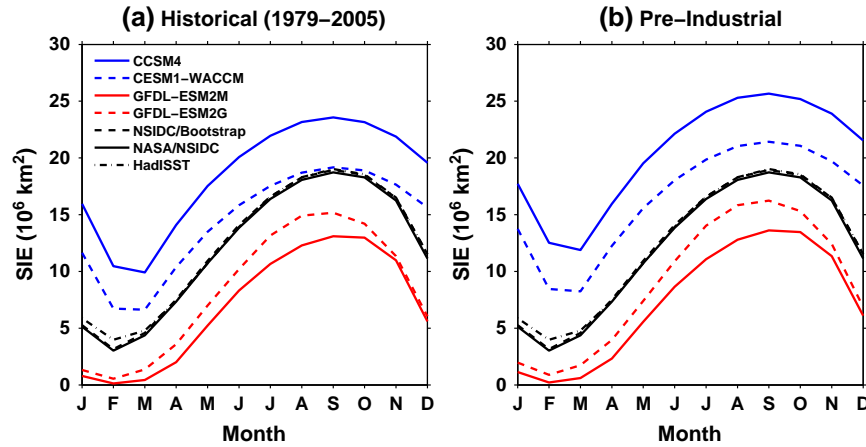 (a) Historical (1979−2005)
(b) Pre−Industrial
SIE (10⁶ km²)
30
25
20
15
10
5
0
CCSM4
CESM1−WACCM
GFDL−ESM2M
GFDL−ESM2G
NSIDC/Bootstrap
NASA/NSIDC
HadISST
J F M A M J J A S O N D
Month
SIE (10⁶ km²)
30
25
20
15
10
5
0
J F M A M J J A S O N D
Month